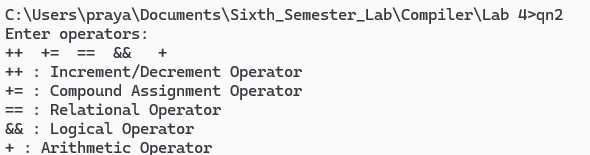 C:\Users\praya\Documents\Sixth_Semester_Lab\Compiler\Lab 4>qn2
Enter operators:
++  +=  ==  &&   +
++ : Increment/Decrement Operator
+= : Compound Assignment Operator
== : Relational Operator
&& : Logical Operator
+ : Arithmetic Operator